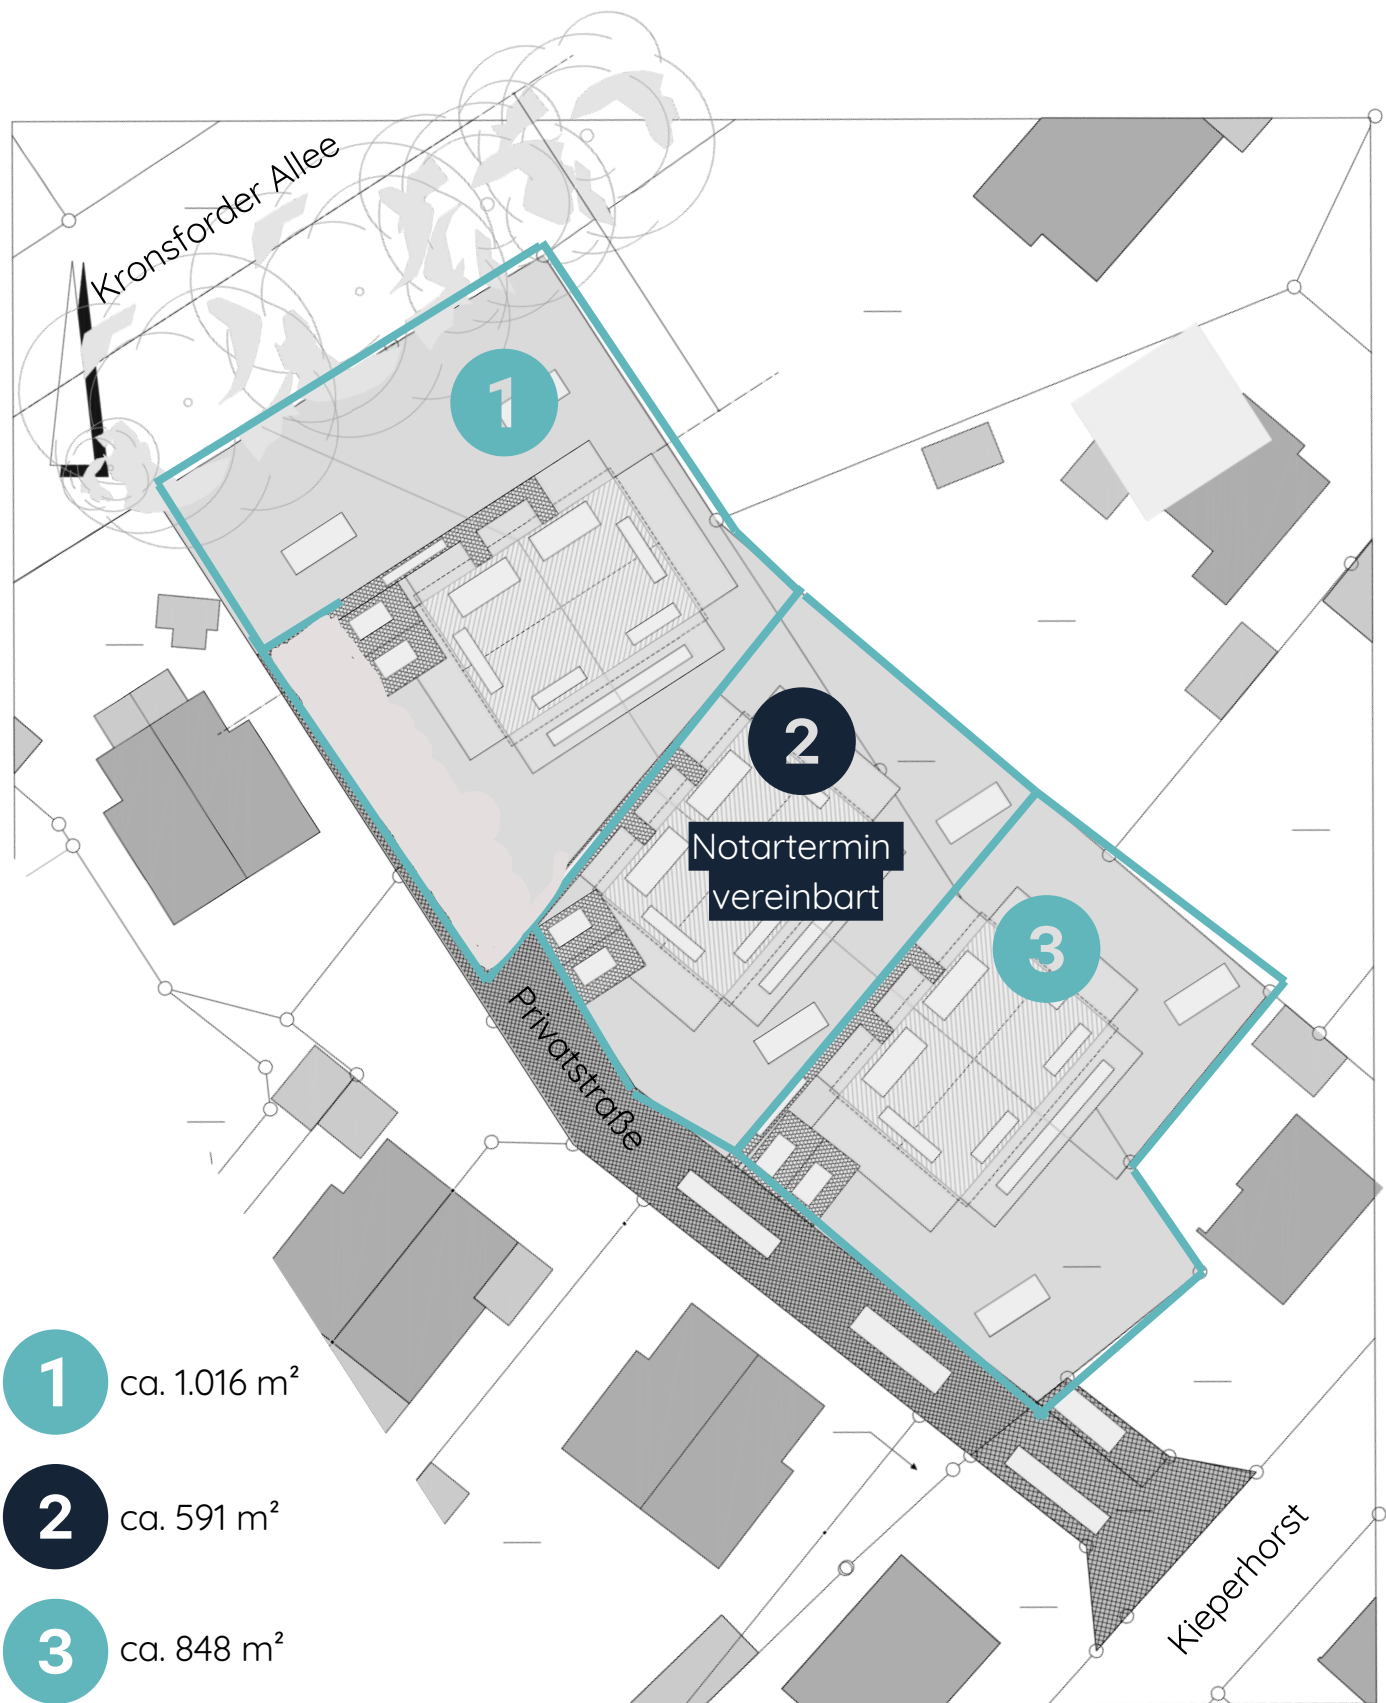 Kronsforder Allee
1
2
Notartermin
vereinbart
3
Privatstraße
1 ca. 1.016 m²
2 ca. 591 m²
3 ca. 848 m²
Kieperhorst